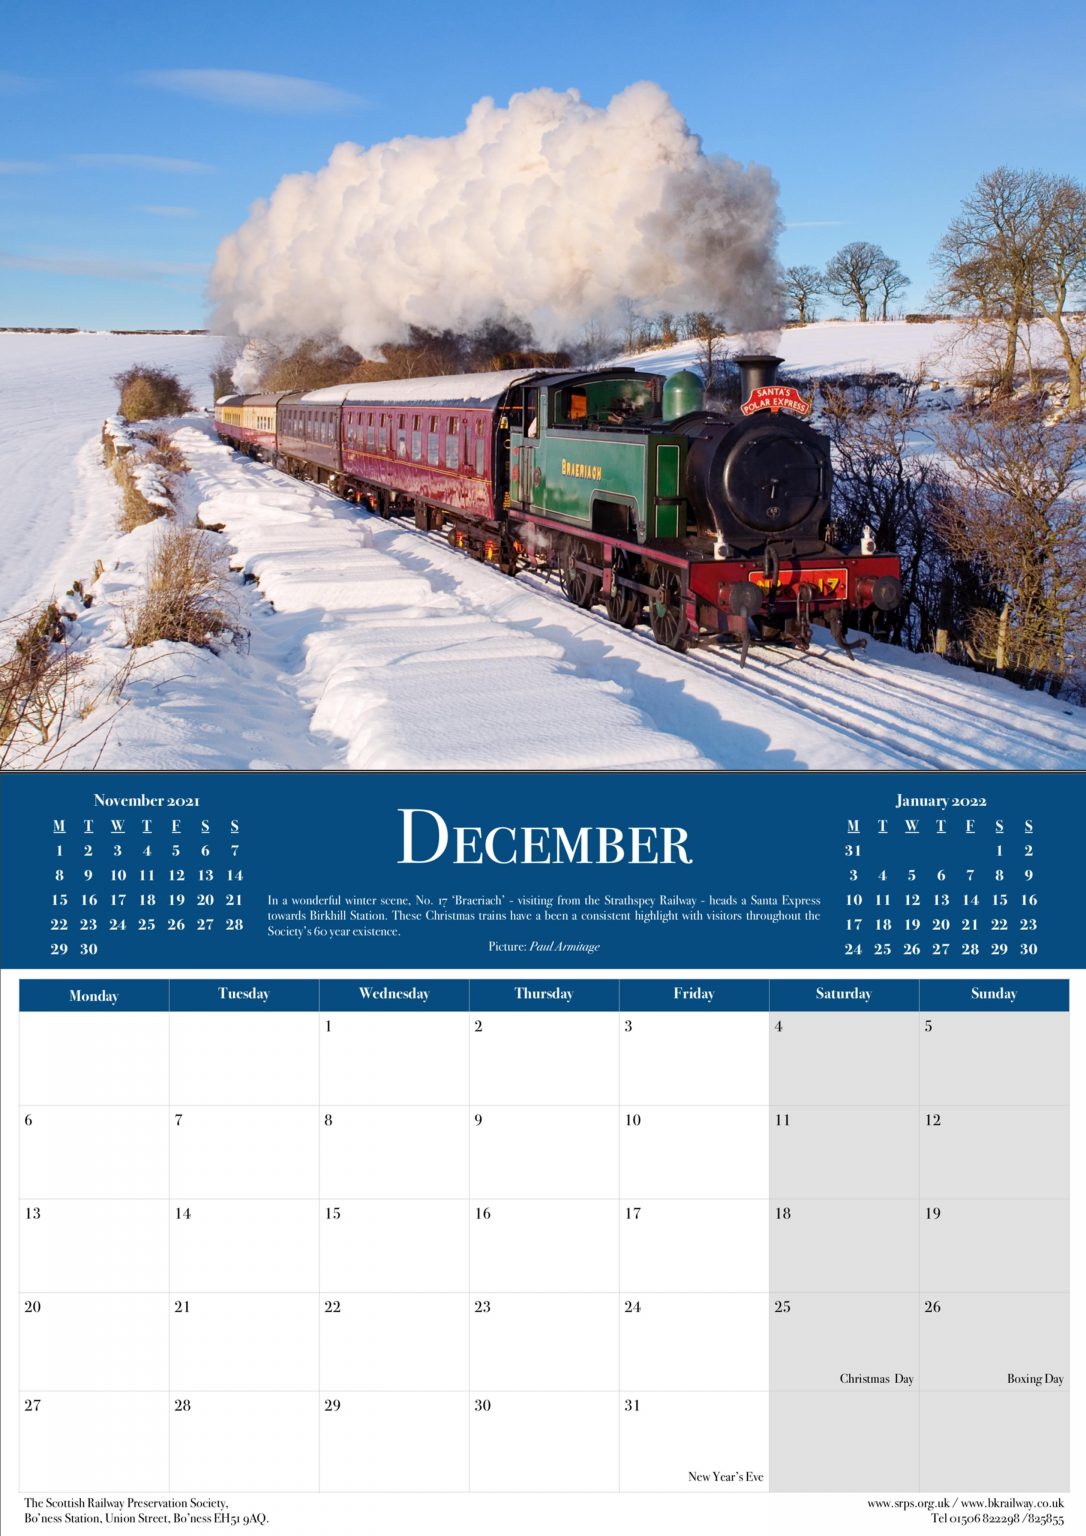 SANTA'S
POLAR EXPRESS
BRAERIACH
17
November 2021
M T W T F S S
1 2 3 4 5 6 7
8 9 10 11 12 13 14
15 16 17 18 19 20 21
22 23 24 25 26 27 28
29 30
DECEMBER
In a wonderful winter scene, No. 17 ‘Braeriach’ - visiting from the Strathspey Railway - heads a Santa Express
towards Birkhill Station. These Christmas trains have a been a consistent highlight with visitors throughout the
Society’s 60 year existence.
Picture: Paul Armitage
January 2022
M T W T F S S
31 1 2
3 4 5 6 7 8 9
10 11 12 13 14 15 16
17 18 19 20 21 22 23
24 25 26 27 28 29 30
Monday Tuesday Wednesday Thursday Friday Saturday Sunday
1 2 3 4 5
6 7 8 9 10 11 12
13 14 15 16 17 18 19
20 21 22 23 24 25 26
Christmas Day Boxing Day
27 28 29 30 31
New Year’s Eve
The Scottish Railway Preservation Society,
Bo’ness Station, Union Street, Bo’ness EH51 9AQ.
www.srps.org.uk / www.bkrailway.co.uk
Tel 01506 822298 /825855